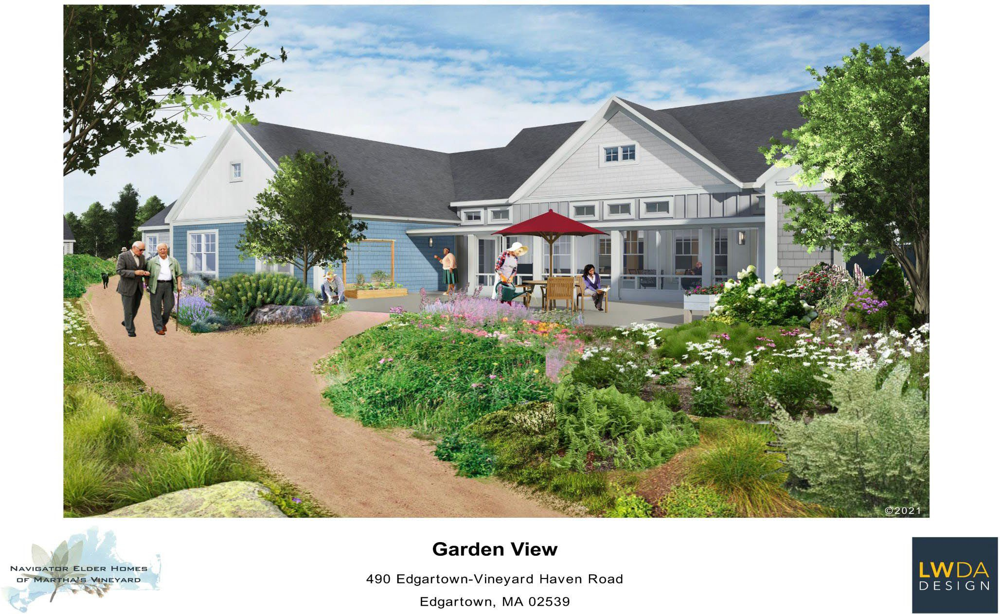 ©2021
Garden View
490 Edgartown-Vineyard Haven Road
Edgartown, MA 02539
Navigator Elder Homes
of Martha's Vineyard
LWDA
DESIGN